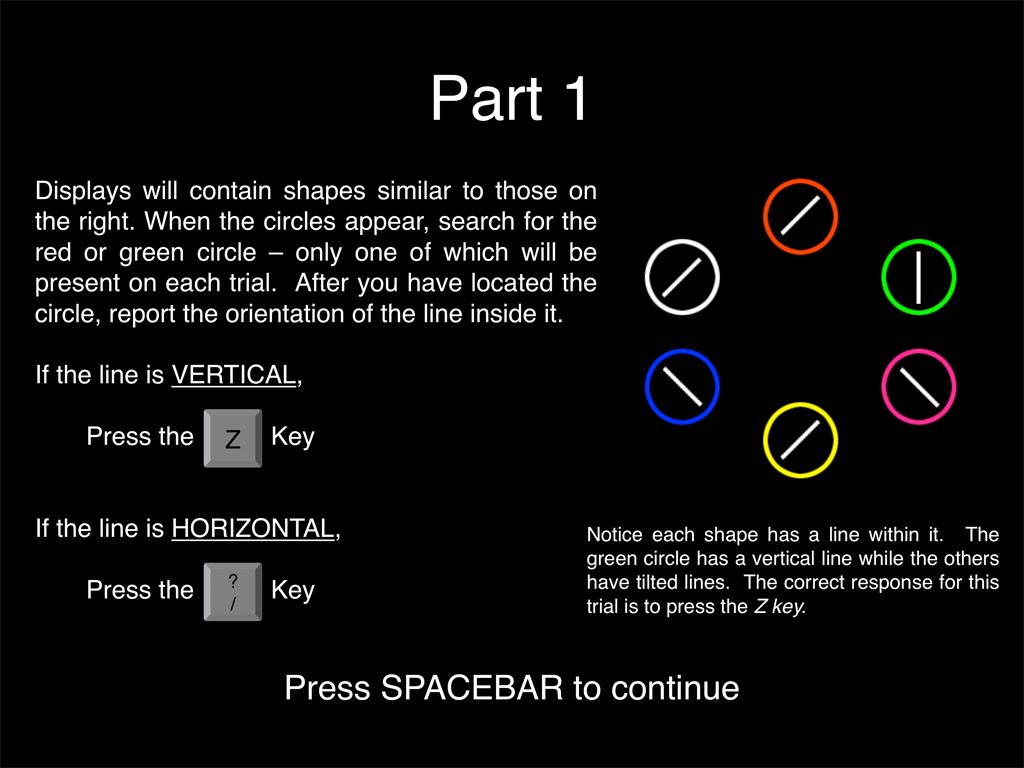 Part 1
Displays will contain shapes similar to those on
the right. When the circles appear, search for the
red or green circle – only one of which will be
present on each trial.  After you have located the
circle, report the orientation of the line inside it.
If the line is VERTICAL,
Press the Z Key
If the line is HORIZONTAL,
Press the ? / Key
Notice each shape has a line within it.  The
green circle has a vertical line while the others
have tilted lines.  The correct response for this
trial is to press the Z key.
Press SPACEBAR to continue